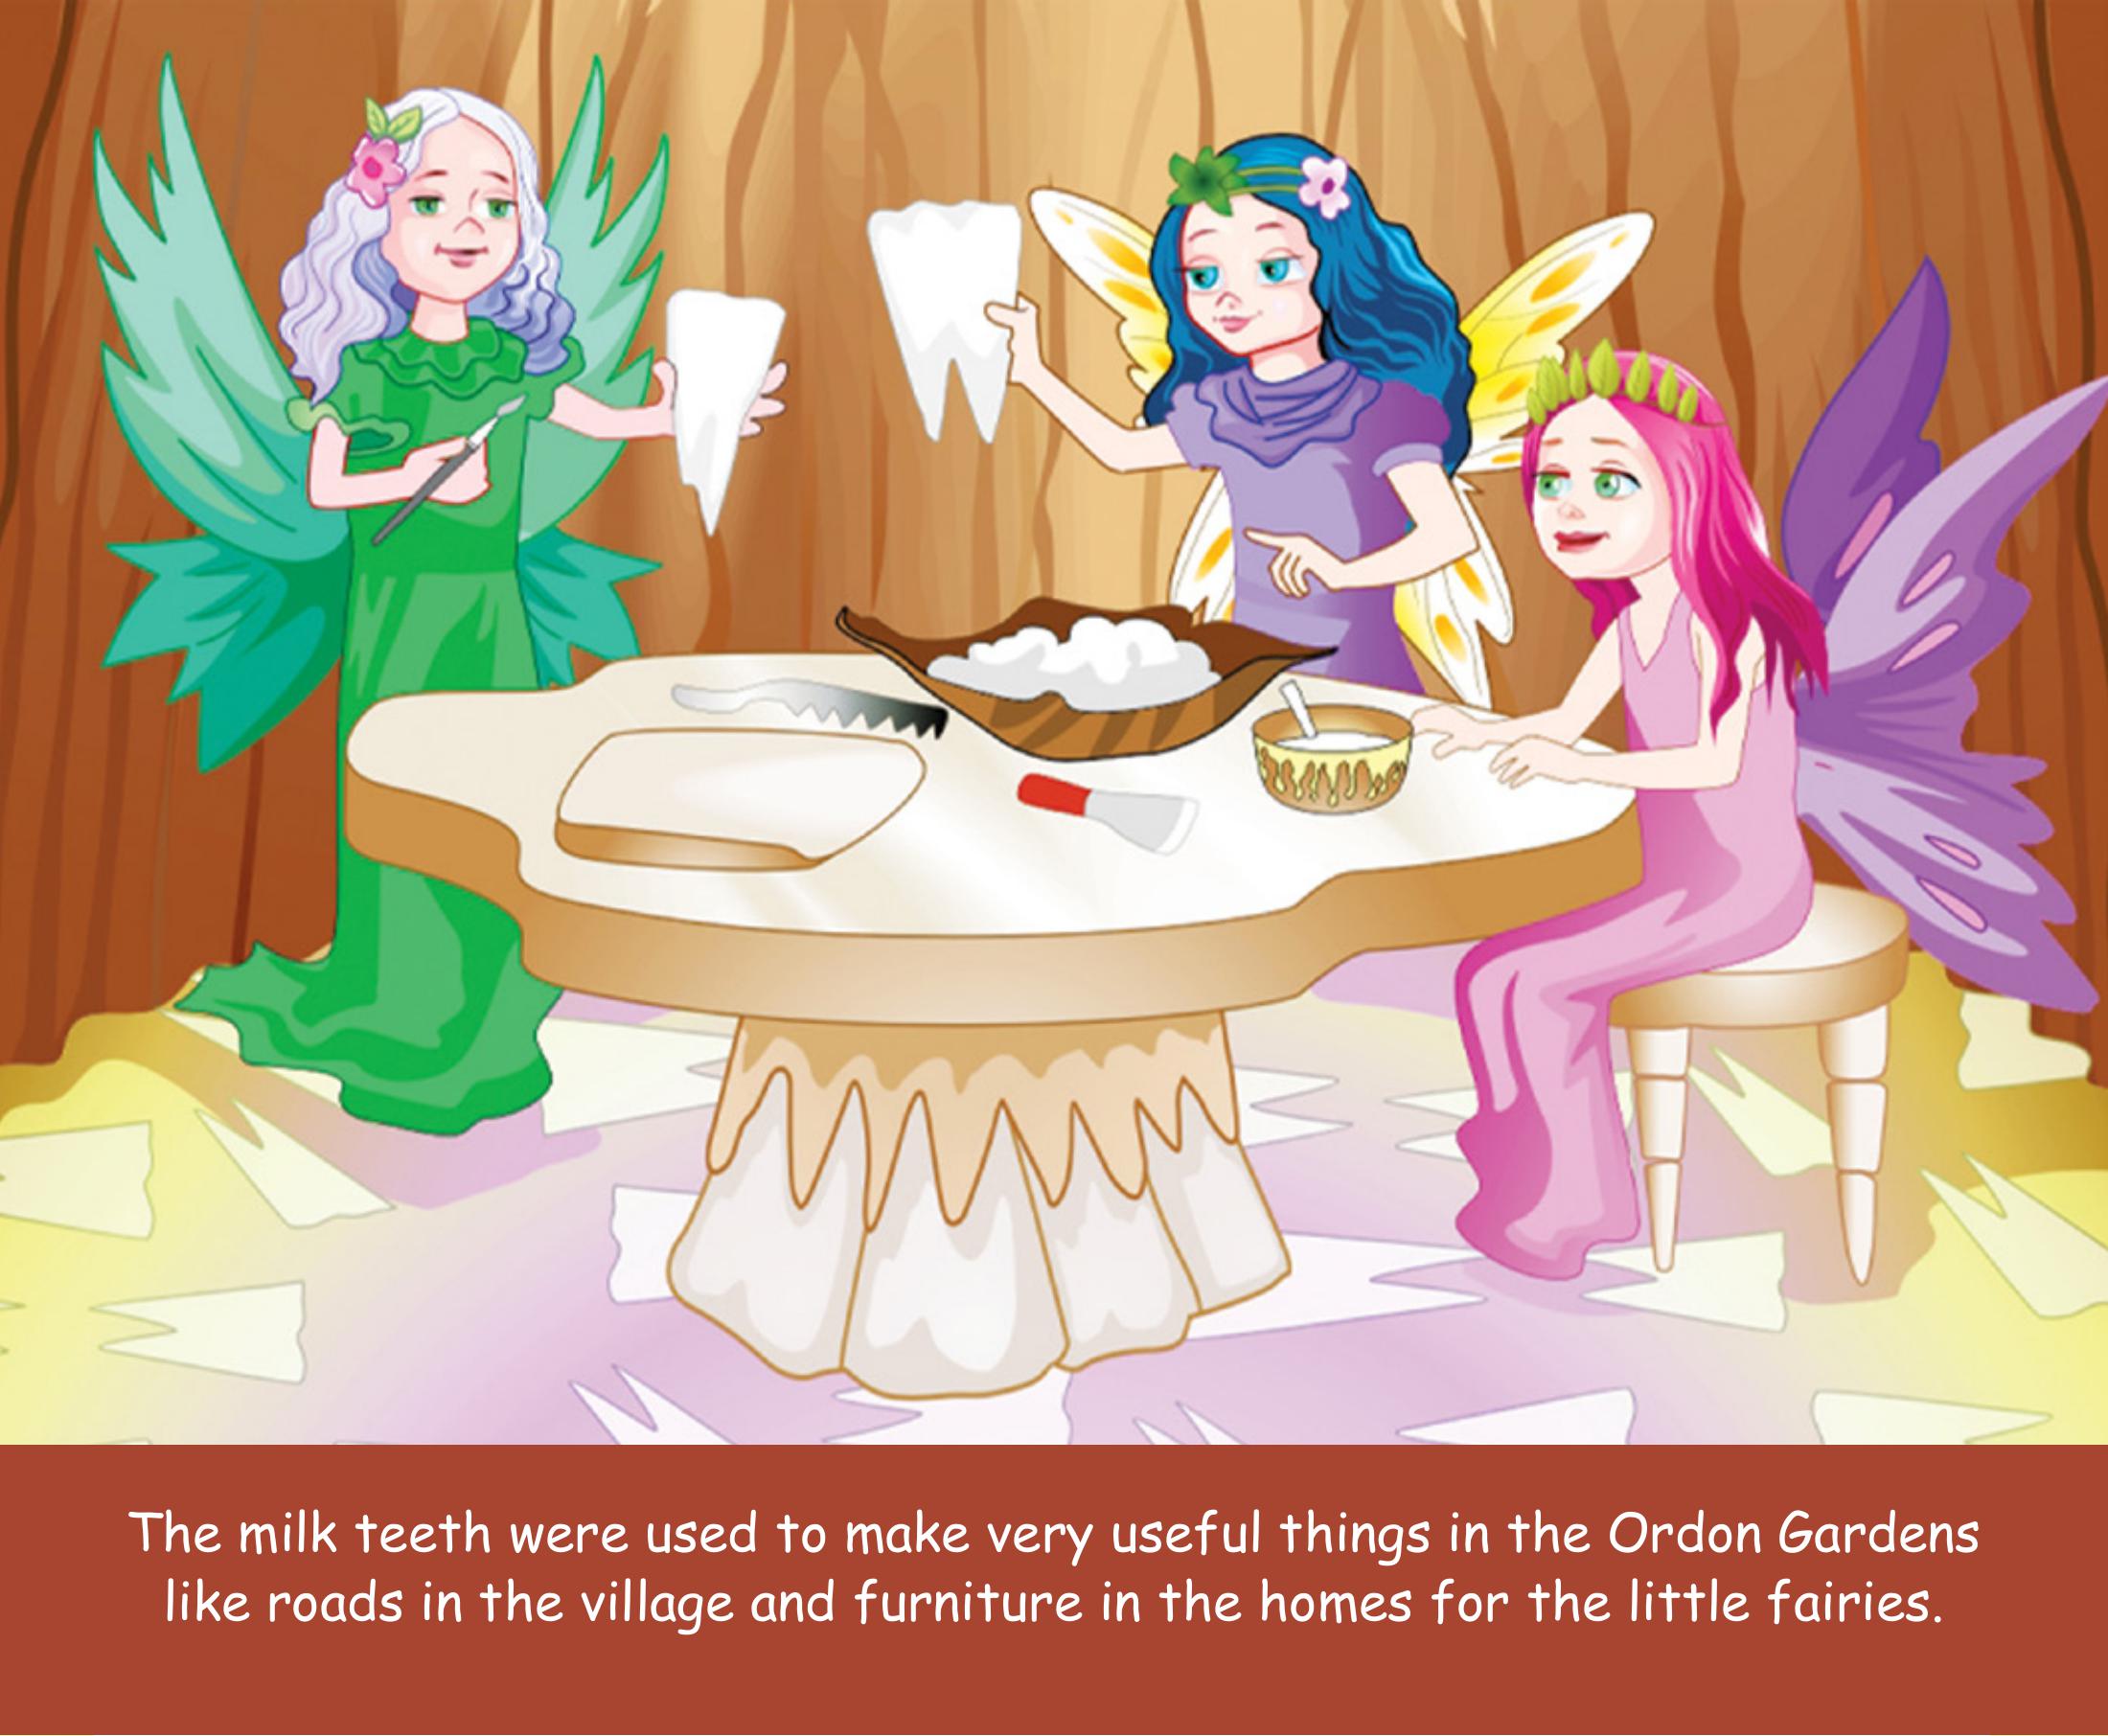 The milk teeth were used to make very useful things in the Ordon Gardens
like roads in the village and furniture in the homes for the little fairies.